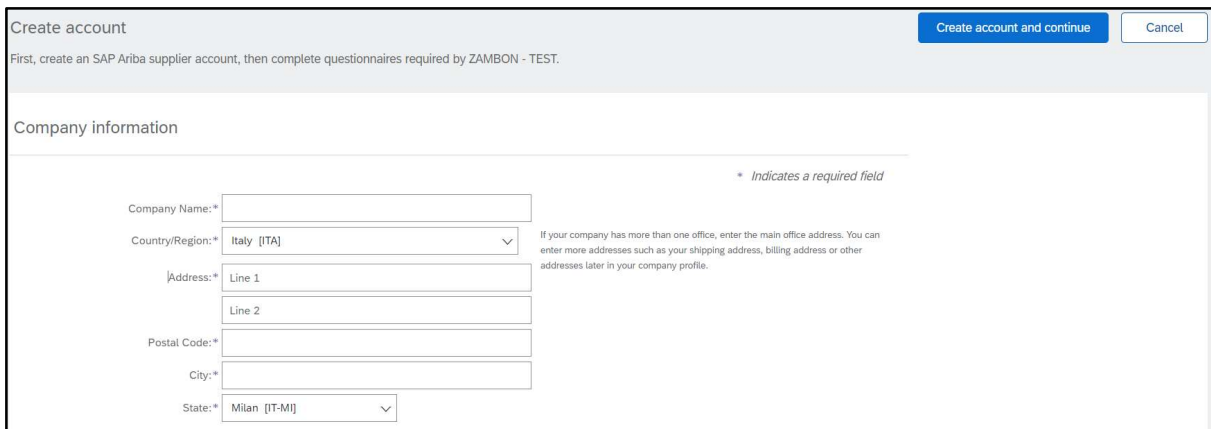 Create account
Create account and continue
Cancel
First, create an SAP Ariba supplier account, then complete questionnaires required by ZAMBON - TEST.
Company information
* Indicates a required field
Company Name:*
Country/Region:* Italy [ITA]
If your company has more than one office, enter the main office address. You can
enter more addresses such as your shipping address, billing address or other
addresses later in your company profile.
Address:* Line 1
Line 2
Postal Code:*
City:*
State:* Milan [IT-MI]